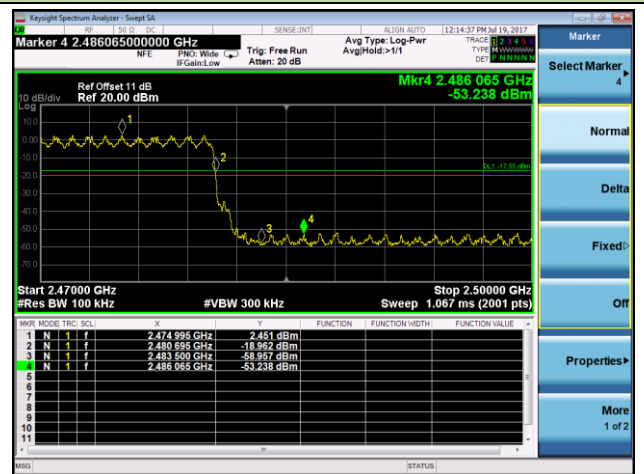 Keysight Spectrum Analyzer - Swept SA
RF 50 Ω DC SENSE:INT ALIGN AUTO 12:14:37 PM Jul 19, 2017
Marker 4 2.486065000000 GHz
NFE
PNO: Wide
IFGain:Low
Trig: Free Run
Atten: 20 dB
Avg Type: Log-Pwr
Avg|Hold:>1/1
TRACE 1 2 3 4 5 6
TYPE M WWWWW
DET P N N N N N
Mkr4 2.486 065 GHz
-53.238 dBm
Ref Offset 11 dB
10 dB/div Ref 20.00 dBm
Log
10.0
0.00
-10.0
-20.0
-30.0
-40.0
-50.0
-60.0
-70.0
1
2
3
4
DL1 -17.55 dBm
Start 2.47000 GHz Stop 2.50000 GHz
#Res BW 100 kHz #VBW 300 kHz Sweep 1.067 ms (2001 pts)
MKR MODE TRC SCL X Y FUNCTION FUNCTION WIDTH FUNCTION VALUE
1 N 1 f 2.474 995 GHz 2.451 dBm
2 N 1 f 2.480 695 GHz -18.962 dBm
3 N 1 f 2.483 500 GHz -58.957 dBm
4 N 1 f 2.486 065 GHz -53.238 dBm
5
6
7
8
9
10
11
MSG STATUS
Marker
Select Marker
4
Normal
Delta
Fixed
Off
Properties
More
1 of 2